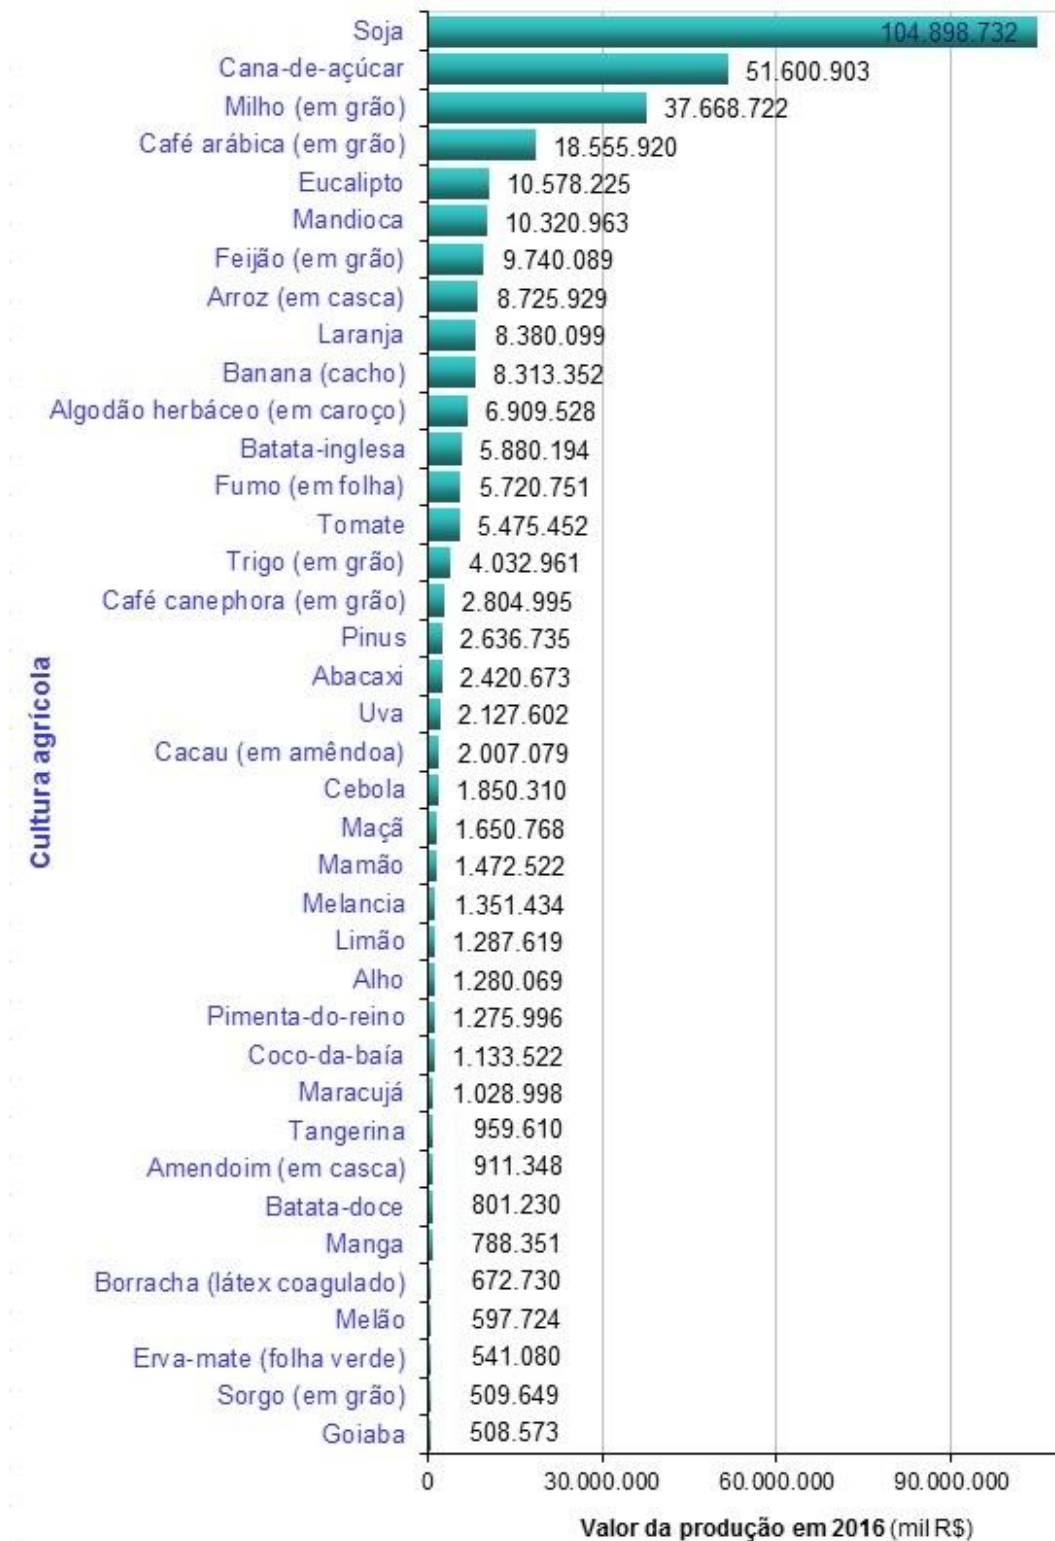 Soja 104.898.732
Cana-de-açúcar 51.600.903
Milho (em grão) 37.668.722
Café arábica (em grão) 18.555.920
Eucalipto 10.578.225
Mandioca 10.320.963
Feijão (em grão) 9.740.089
Arroz (em casca) 8.725.929
Laranja 8.380.099
Banana (cacho) 8.313.352
Algodão herbáceo (em caroço) 6.909.528
Batata-inglesa 5.880.194
Fumo (em folha) 5.720.751
Tomate 5.475.452
Trigo (em grão) 4.032.961
Café canephora (em grão) 2.804.995
Pinus 2.636.735
Abacaxi 2.420.673
Uva 2.127.602
Cacau (em amêndoa) 2.007.079
Cebola 1.850.310
Maçã 1.650.768
Mamão 1.472.522
Melancia 1.351.434
Limão 1.287.619
Alho 1.280.069
Pimenta-do-reino 1.275.996
Coco-da-baía 1.133.522
Maracujá 1.028.998
Tangerina 959.610
Amendoim (em casca) 911.348
Batata-doce 801.230
Manga 788.351
Borracha (látex coagulado) 672.730
Melão 597.724
Erva-mate (folha verde) 541.080
Sorgo (em grão) 509.649
Goiaba 508.573
Cultura agrícola
0 30.000.000 60.000.000 90.000.000
Valor da produção em 2016 (mil R$)